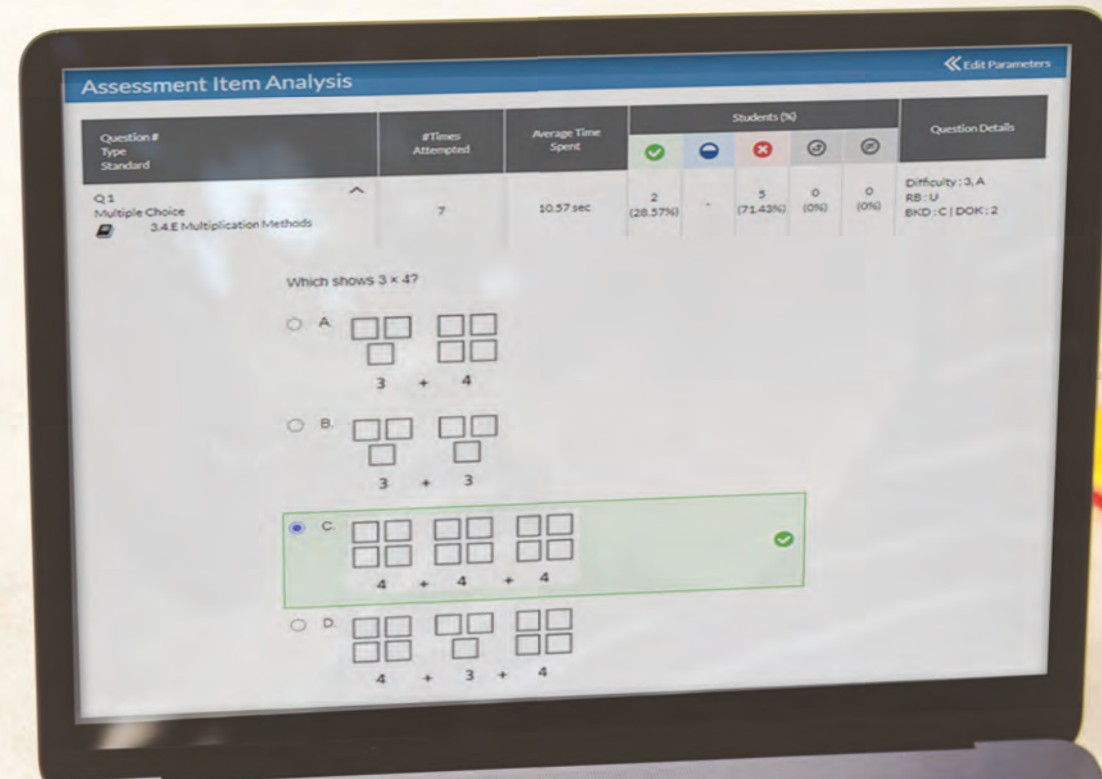 Assessment Item Analysis
Edit Parameters
Question #
Type
Standard
#Times
Attempted
Average Time
Spent
Students (%)
Question Details
Q 1
Multiple Choice
3.4.E Multiplication Methods
7
10.57 sec
2
(28.57%)
-
5
(71.43%)
0
(0%)
0
(0%)
Difficulty : 3, A
RB : U
BKD : C | DOK : 2
Which shows 3 × 4?
A.
3 + 4
B.
3 + 3
C.
4 + 4 + 4
D.
4 + 3 + 4